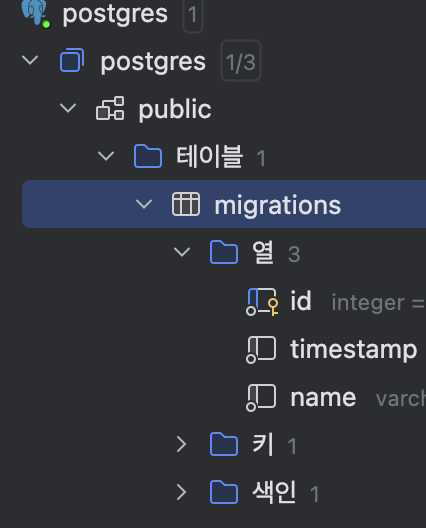 postgres 1
postgres 1/3
public
테이블 1
migrations
열 3
id integer =
timestamp
name varch
키 1
색인 1